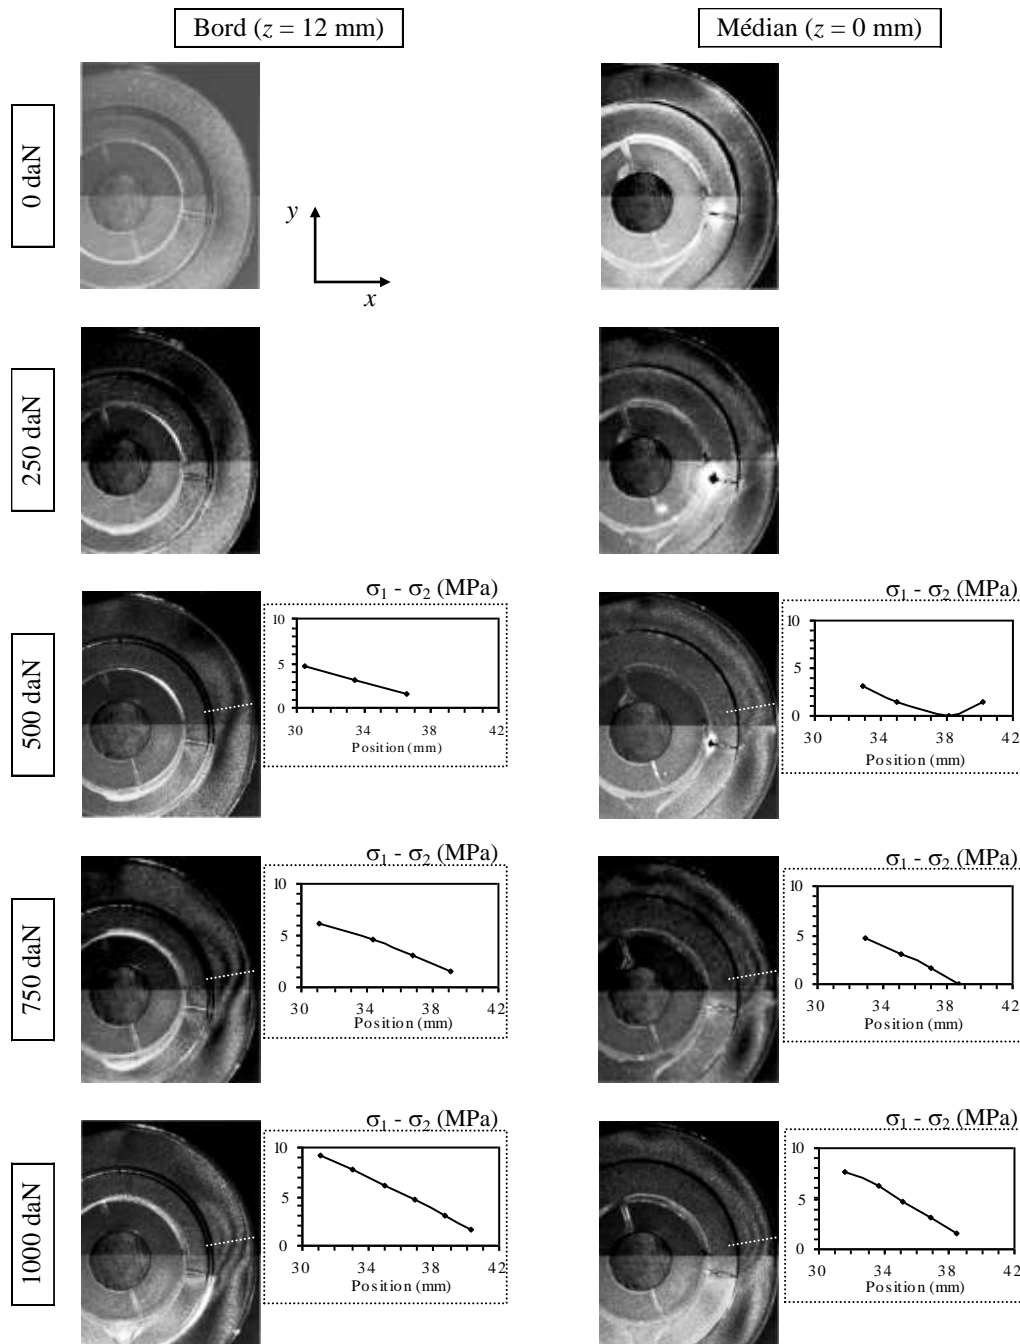 Bord (z = 12 mm)
Médian (z = 0 mm)
0 daN
y
x
250 daN
500 daN
σ1 - σ2 (MPa)
10
5
0
30 34 38 42
Position (mm)
σ1 - σ2 (MPa)
10
5
0
30 34 38 42
Position (mm)
750 daN
σ1 - σ2 (MPa)
10
5
0
30 34 38 42
Position (mm)
σ1 - σ2 (MPa)
10
5
0
30 34 38 42
Position (mm)
1000 daN
σ1 - σ2 (MPa)
10
5
0
30 34 38 42
Position (mm)
σ1 - σ2 (MPa)
10
5
0
30 34 38 42
Position (mm)